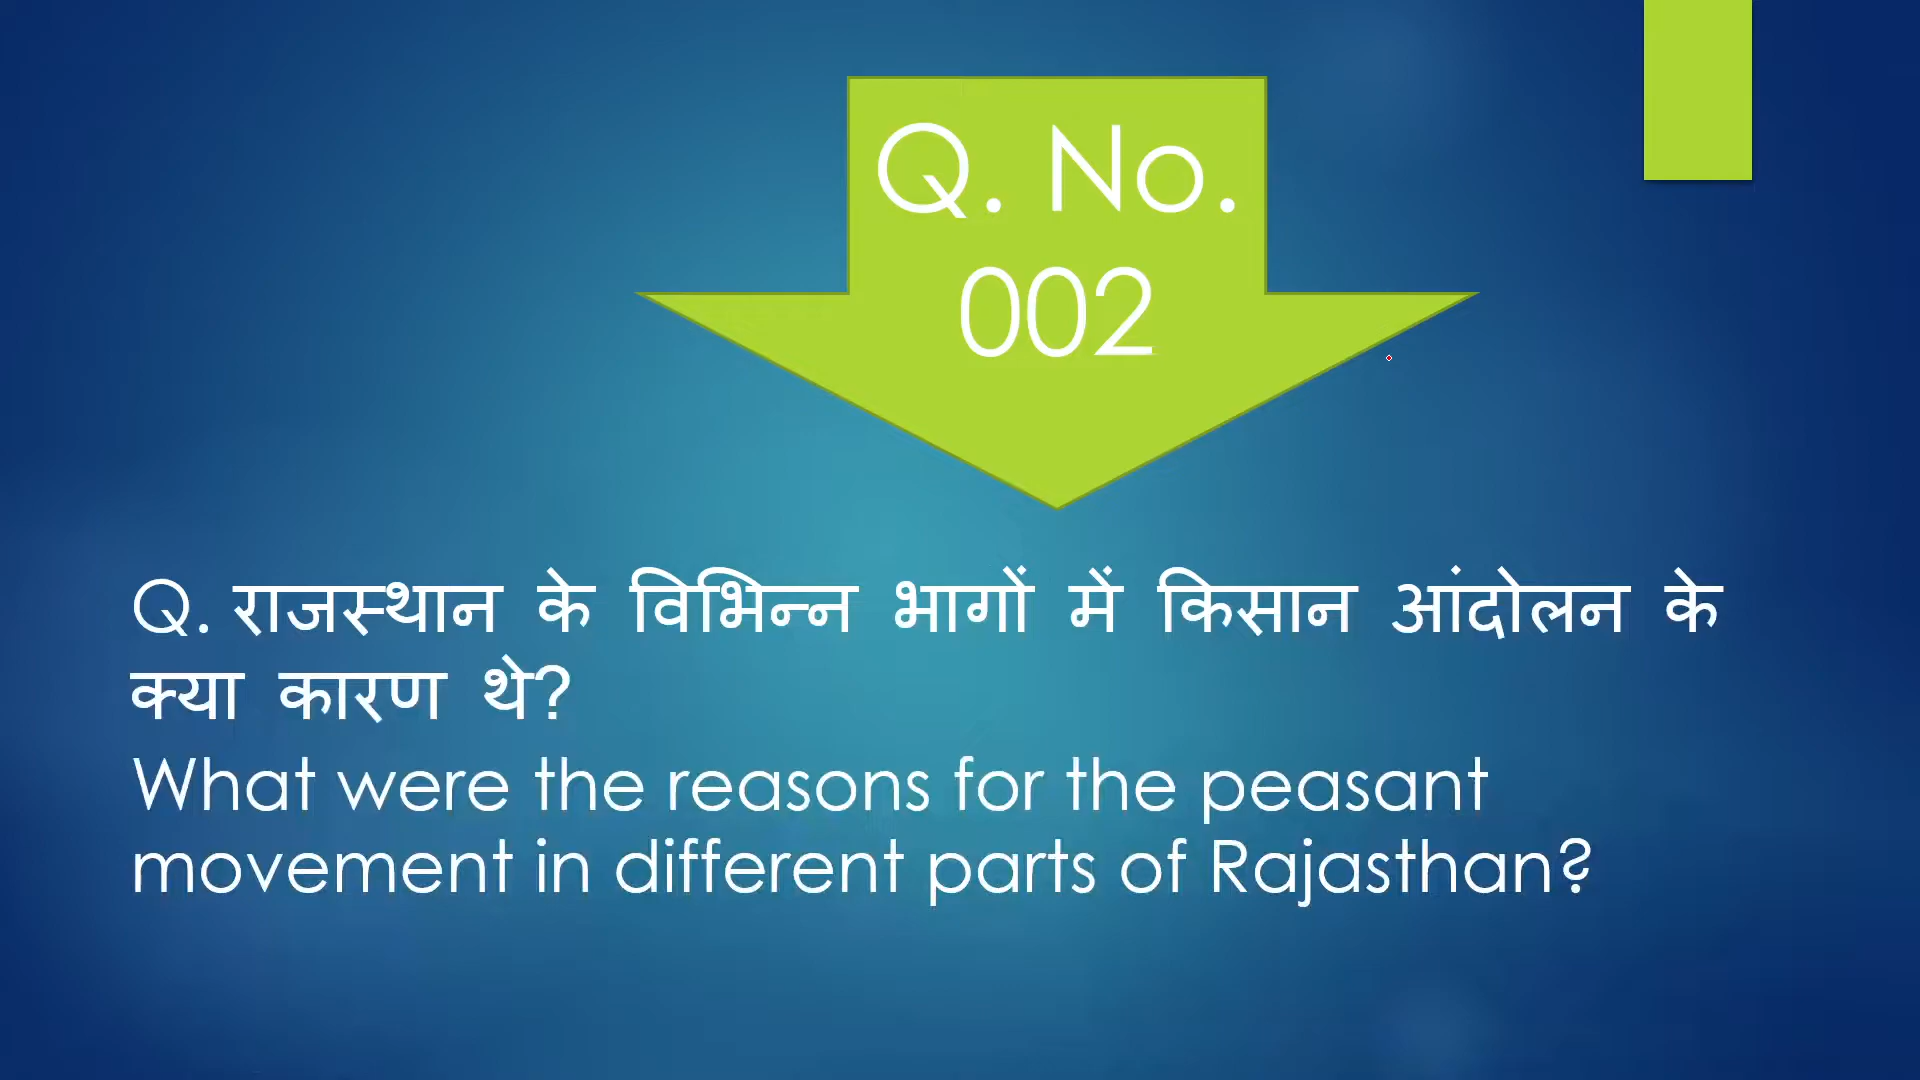 Q. No.
002
Q. राजस्थान के विभिन्न भागों में किसान आंदोलन के
क्या कारण थे?
What were the reasons for the peasant
movement in different parts of Rajasthan?